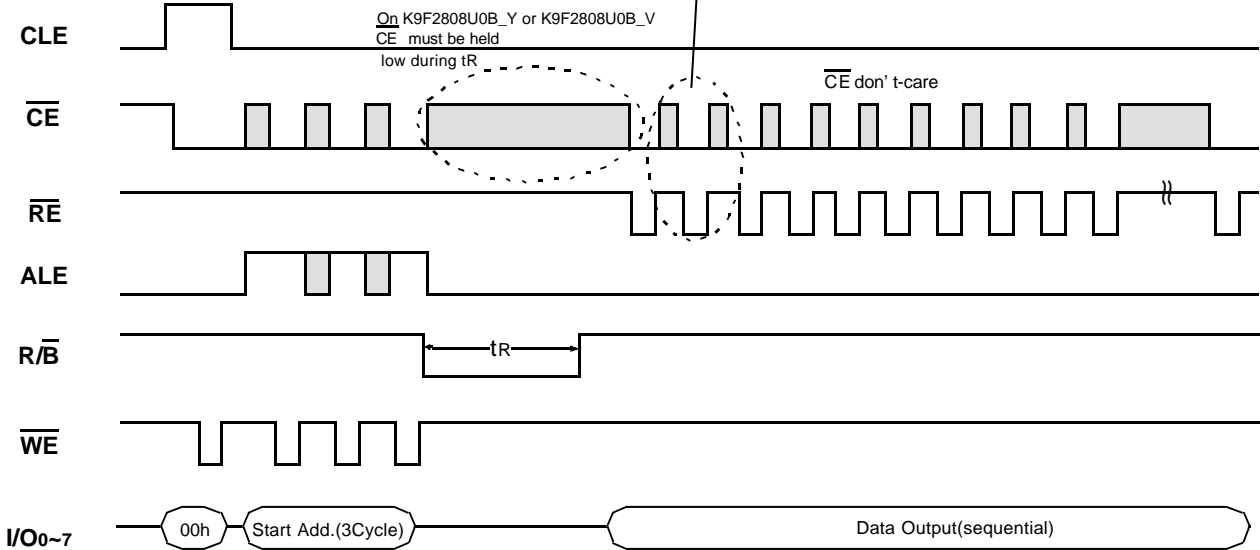 On K9F2808U0B_Y or K9F2808U0B_V
CE must be held
low during tR
CLE
CE don' t-care
CE
RE
ALE
R/B
tR
WE
I/O0~7
00h
Start Add.(3Cycle)
Data Output(sequential)